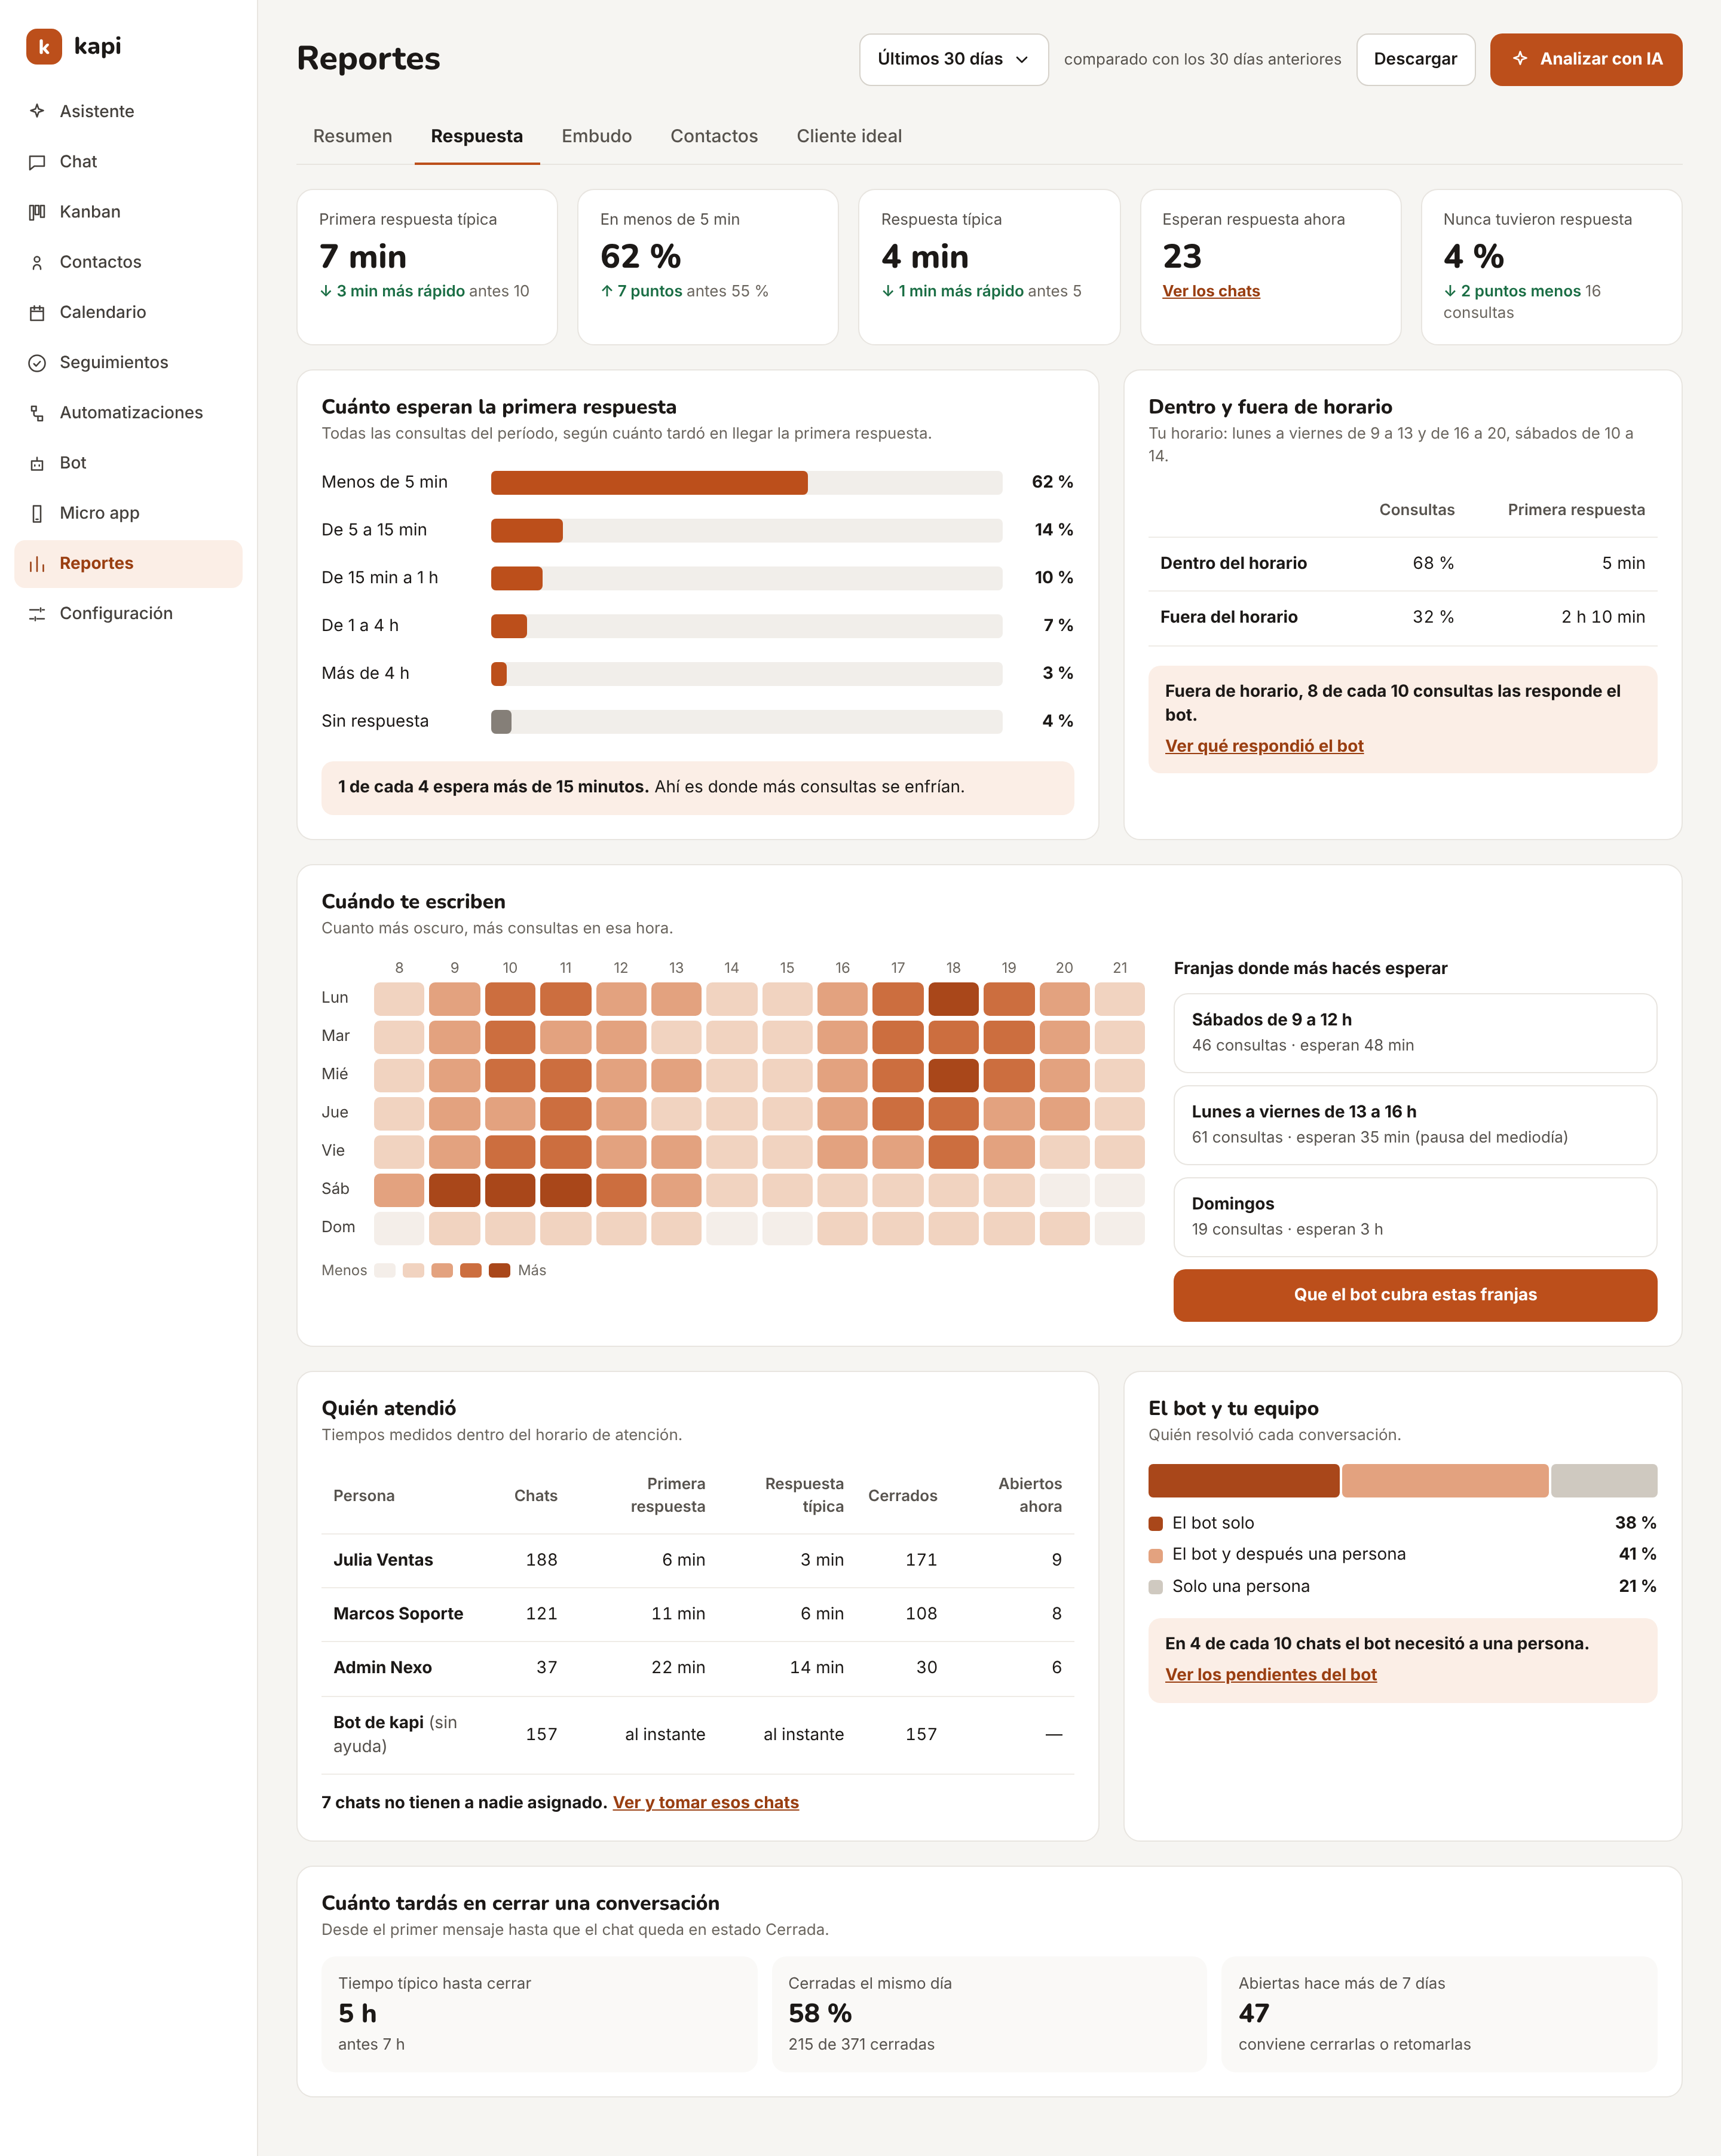 k kapi
Asistente
Chat
Kanban
Contactos
Calendario
Seguimientos
Automatizaciones
Bot
Micro app
Reportes
Configuración
Reportes
Últimos 30 días
comparado con los 30 días anteriores
Descargar
Analizar con IA
Resumen Respuesta Embudo Contactos Cliente ideal
Primera respuesta típica
7 min
↓ 3 min más rápido antes 10
En menos de 5 min
62 %
↑ 7 puntos antes 55 %
Respuesta típica
4 min
↓ 1 min más rápido antes 5
Esperan respuesta ahora
23
Ver los chats
Nunca tuvieron respuesta
4 %
↓ 2 puntos menos 16
consultas
Cuánto esperan la primera respuesta
Todas las consultas del período, según cuánto tardó en llegar la primera respuesta.
Menos de 5 min 62 %
De 5 a 15 min 14 %
De 15 min a 1 h 10 %
De 1 a 4 h 7 %
Más de 4 h 3 %
Sin respuesta 4 %
1 de cada 4 espera más de 15 minutos. Ahí es donde más consultas se enfrían.
Dentro y fuera de horario
Tu horario: lunes a viernes de 9 a 13 y de 16 a 20, sábados de 10 a
14.
Consultas Primera respuesta
Dentro del horario 68 % 5 min
Fuera del horario 32 % 2 h 10 min
Fuera de horario, 8 de cada 10 consultas las responde el
bot.
Ver qué respondió el bot
Cuándo te escriben
Cuanto más oscuro, más consultas en esa hora.
8 9 10 11 12 13 14 15 16 17 18 19 20 21
Lun
Mar
Mié
Jue
Vie
Sáb
Dom
Menos Más
Franjas donde más hacés esperar
Sábados de 9 a 12 h
46 consultas · esperan 48 min
Lunes a viernes de 13 a 16 h
61 consultas · esperan 35 min (pausa del mediodía)
Domingos
19 consultas · esperan 3 h
Que el bot cubra estas franjas
Quién atendió
Tiempos medidos dentro del horario de atención.
Persona Chats Primera respuesta Respuesta típica Cerrados Abiertos ahora
Julia Ventas 188 6 min 3 min 171 9
Marcos Soporte 121 11 min 6 min 108 8
Admin Nexo 37 22 min 14 min 30 6
Bot de kapi (sin ayuda) 157 al instante al instante 157 —
7 chats no tienen a nadie asignado. Ver y tomar esos chats
El bot y tu equipo
Quién resolvió cada conversación.
El bot solo 38 %
El bot y después una persona 41 %
Solo una persona 21 %
En 4 de cada 10 chats el bot necesitó a una persona.
Ver los pendientes del bot
Cuánto tardás en cerrar una conversación
Desde el primer mensaje hasta que el chat queda en estado Cerrada.
Tiempo típico hasta cerrar
5 h
antes 7 h
Cerradas el mismo día
58 %
215 de 371 cerradas
Abiertas hace más de 7 días
47
conviene cerrarlas o retomarlas